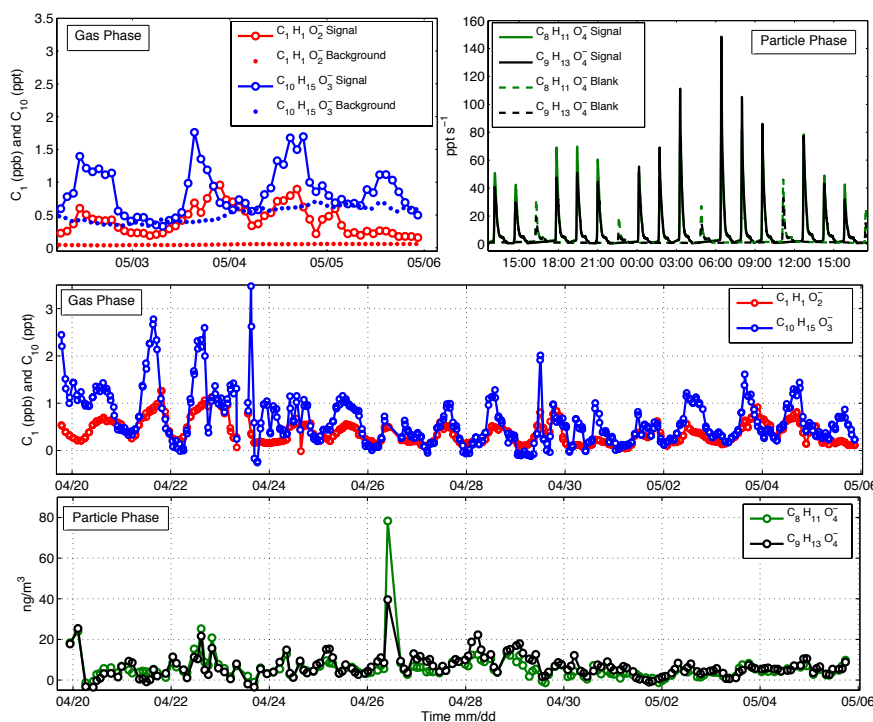 Gas Phase
C₁ H₁ O₂⁻ Signal
C₁ H₁ O₂⁻ Background
C₁₀ H₁₅ O₃⁻ Signal
C₁₀ H₁₅ O₃⁻ Background
C₁ (ppb) and C₁₀ (ppt)
3.5
3
2.5
2
1.5
1
0.5
0
05/03 05/04 05/05 05/06
Particle Phase
C₈ H₁₁ O₄⁻ Signal
C₉ H₁₃ O₄⁻ Signal
C₈ H₁₁ O₄⁻ Blank
C₉ H₁₃ O₄⁻ Blank
ppt s⁻¹
160
140
120
100
80
60
40
20
0
15:00 18:00 21:00 00:00 03:00 06:00 09:00 12:00 15:00
Gas Phase
C₁ H₁ O₂⁻
C₁₀ H₁₅ O₃⁻
C₁ (ppb) and C₁₀ (ppt)
3
2
1
0
04/20 04/22 04/24 04/26 04/28 04/30 05/02 05/04 05/06
Particle Phase
C₈ H₁₁ O₄⁻
C₉ H₁₃ O₄⁻
ng/m³
80
60
40
20
0
04/20 04/22 04/24 04/26 04/28 04/30 05/02 05/04 05/06
Time mm/dd